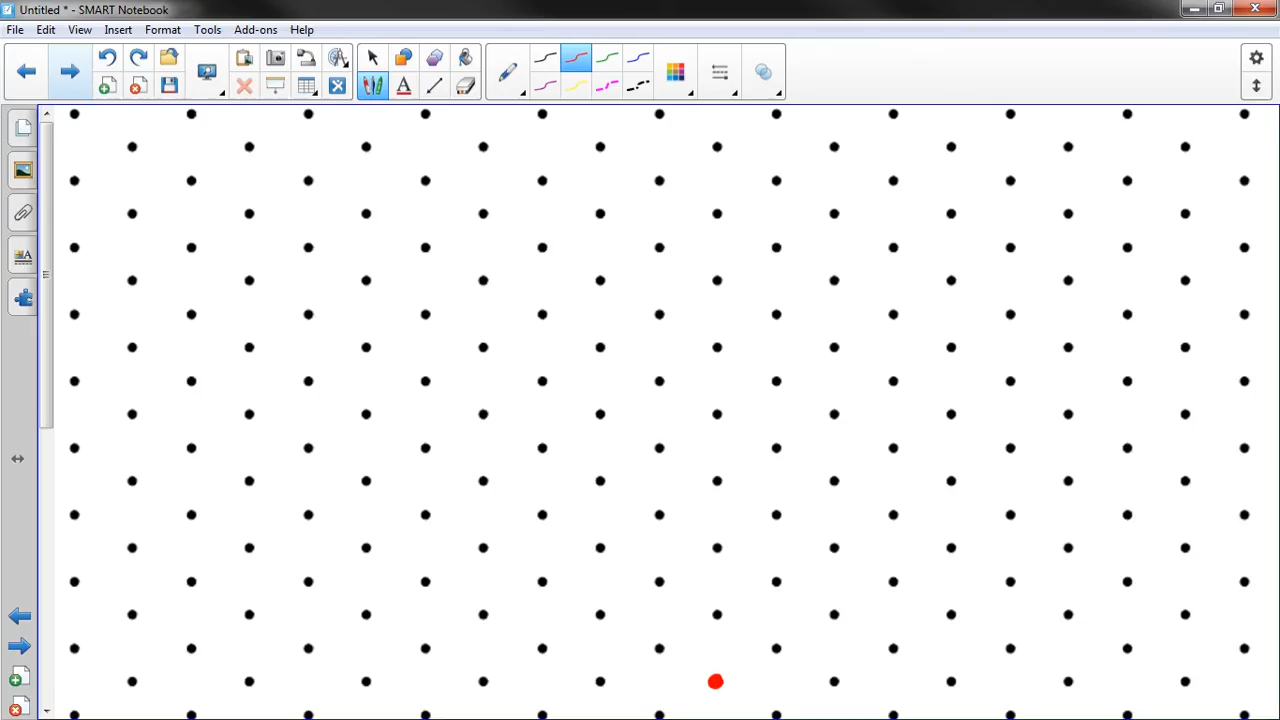 Untitled * - SMART Notebook
File Edit View Insert Format Tools Add-ons Help